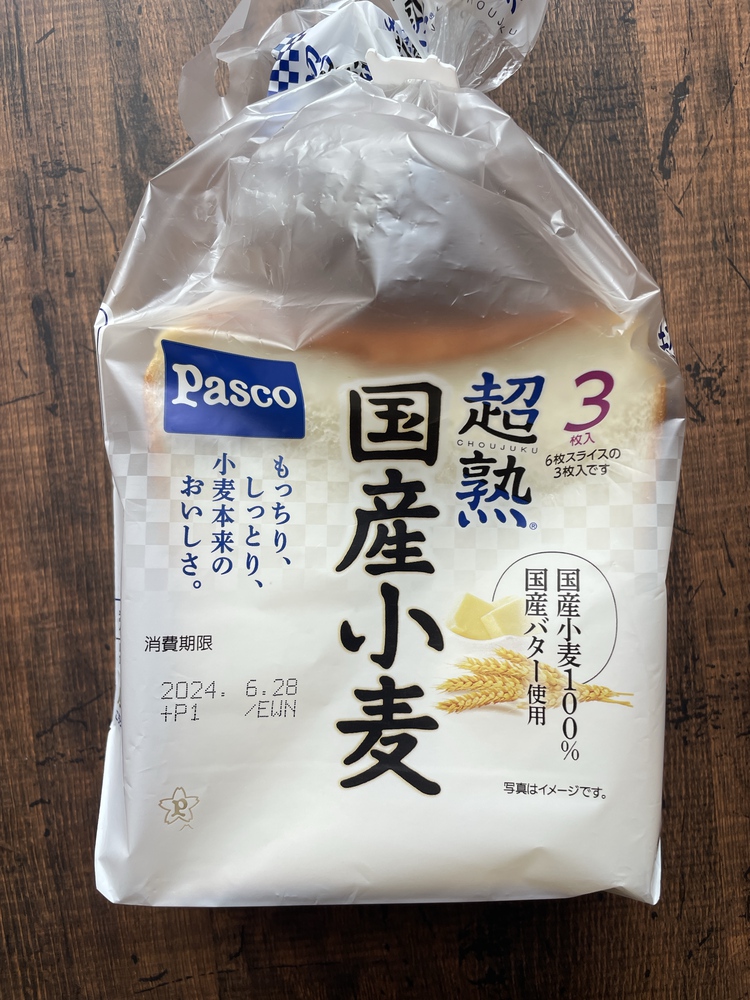 Pasco
超熟
CHOUJUKU
®
国産小麦
3
枚入
6枚スライスの
3枚入です
もっちり、
しっとり、
小麦本来の
おいしさ。
国産小麦100%
国産バター使用
消費期限
2024. 6.28
+P1 /EWN
写真はイメージです。
P